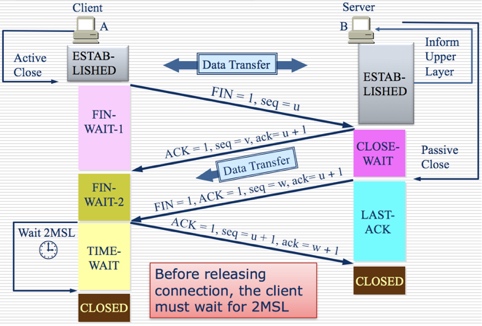 Client
Server
A
B
Active
Close
ESTAB-
LISHED
Data Transfer
ESTAB-
LISHED
Inform
Upper
Layer
FIN = 1, seq = u
FIN-
WAIT-1
ACK = 1, seq = v, ack= u + 1
CLOSE-
WAIT
Passive
Close
Data Transfer
FIN-
WAIT-2
FIN = 1, ACK = 1, seq = w, ack= u + 1
LAST-
ACK
Wait 2MSL
TIME-
WAIT
ACK = 1, seq = u + 1, ack = w + 1
Before releasing
connection, the client
must wait for 2MSL
CLOSED
CLOSED